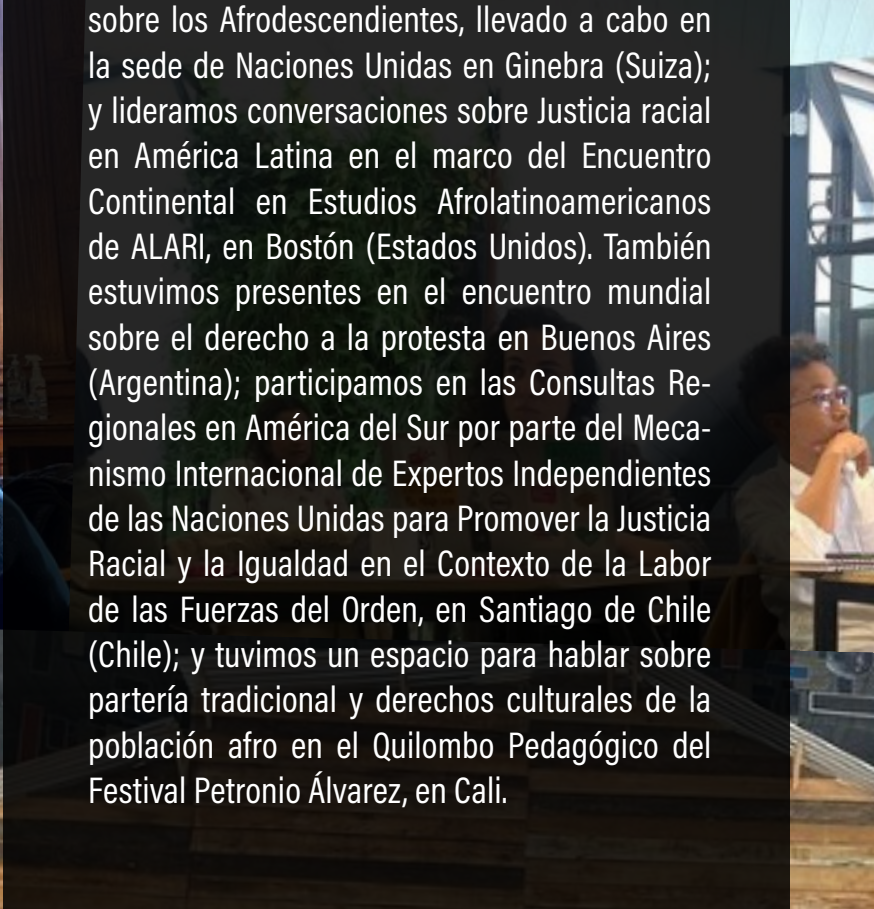 sobre los Afrodescendientes, llevado a cabo en
la sede de Naciones Unidas en Ginebra (Suiza);
y lideramos conversaciones sobre Justicia racial
en América Latina en el marco del Encuentro
Continental en Estudios Afrolatinoamericanos
de ALARI, en Bostón (Estados Unidos). También
estuvimos presentes en el encuentro mundial
sobre el derecho a la protesta en Buenos Aires
(Argentina); participamos en las Consultas Re-
gionales en América del Sur por parte del Meca-
nismo Internacional de Expertos Independientes
de las Naciones Unidas para Promover la Justicia
Racial y la Igualdad en el Contexto de la Labor
de las Fuerzas del Orden, en Santiago de Chile
(Chile); y tuvimos un espacio para hablar sobre
partería tradicional y derechos culturales de la
población afro en el Quilombo Pedagógico del
Festival Petronio Álvarez, en Cali.